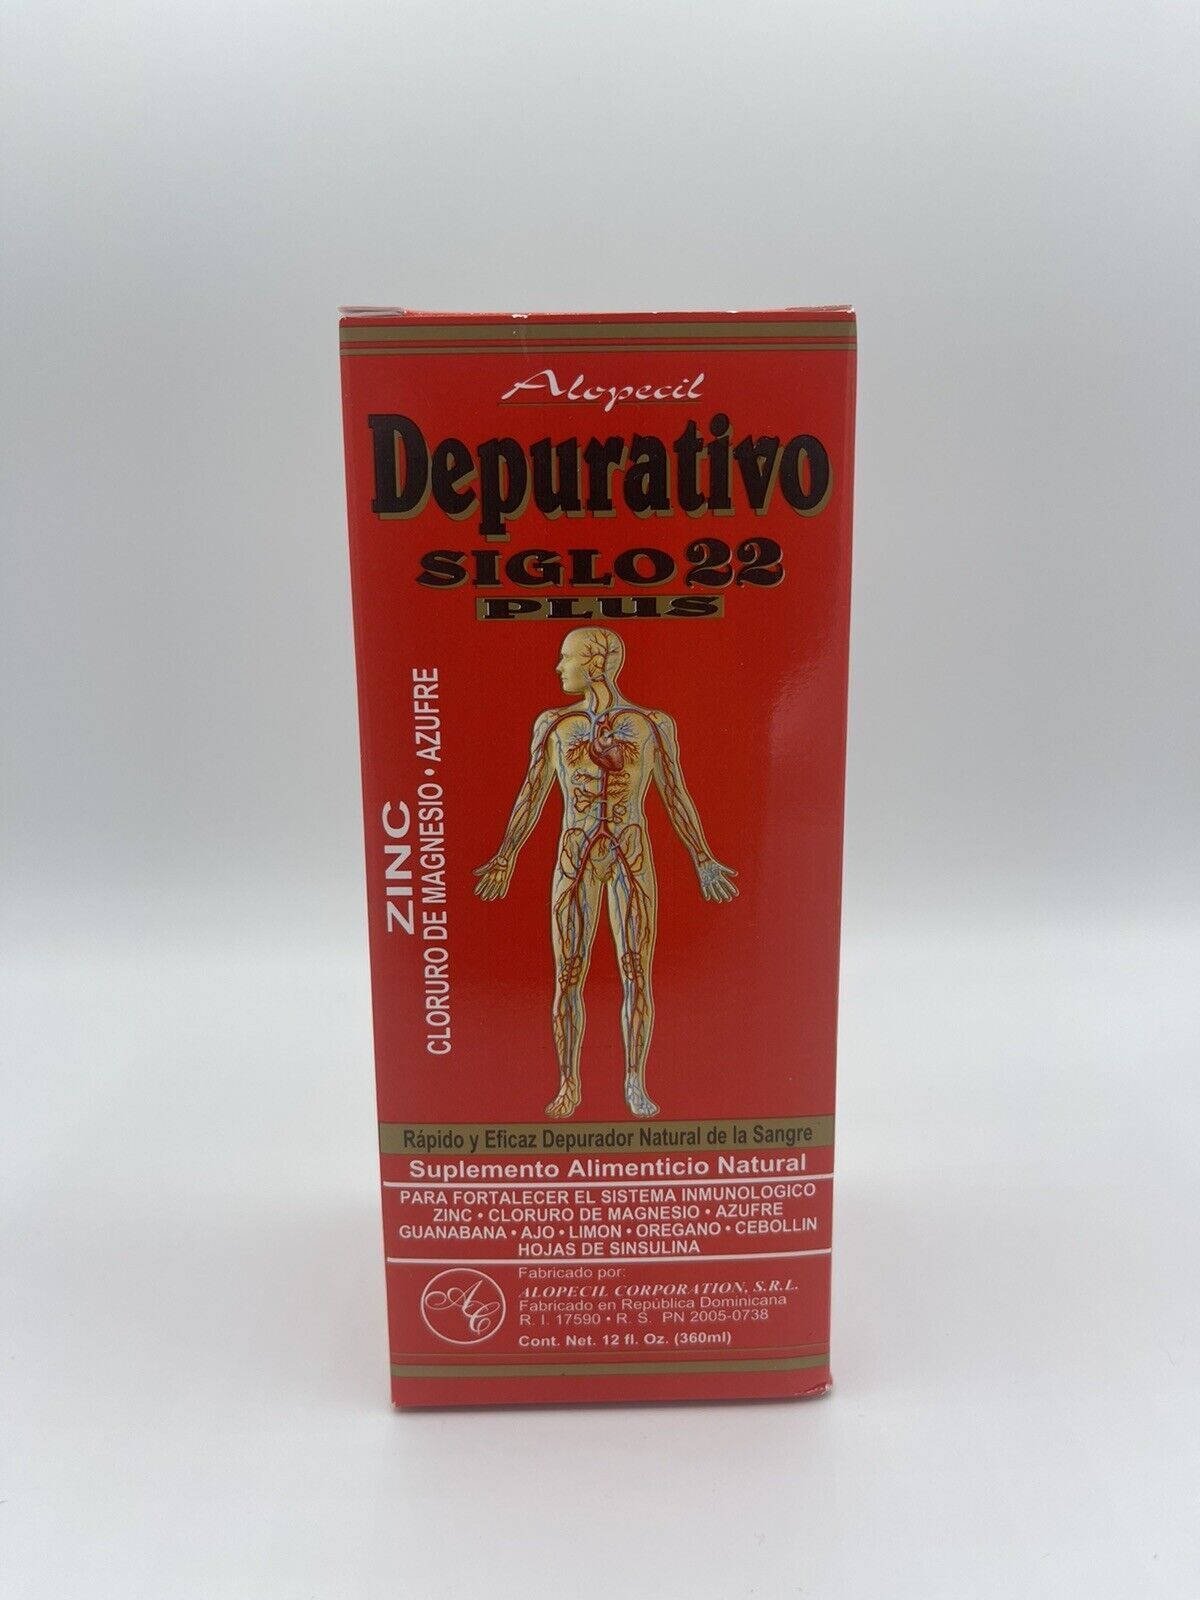 Alopecil
Depurativo
SIGLO 22
PLUS
ZINC
CLORURO DE MAGNESIO • AZUFRE
Rápido y Eficaz Depurador Natural de la Sangre
Suplemento Alimenticio Natural
PARA FORTALECER EL SISTEMA INMUNOLOGICO
ZINC • CLORURO DE MAGNESIO • AZUFRE
GUANABANA • AJO • LIMON • OREGANO • CEBOLLIN
HOJAS DE SINSULINA
AC
Fabricado por:
ALOPECIL CORPORATION, S.R.L.
Fabricado en República Dominicana
R. I. 17590 • R. S. PN 2005-0738
Cont. Net. 12 fl. Oz. (360ml)